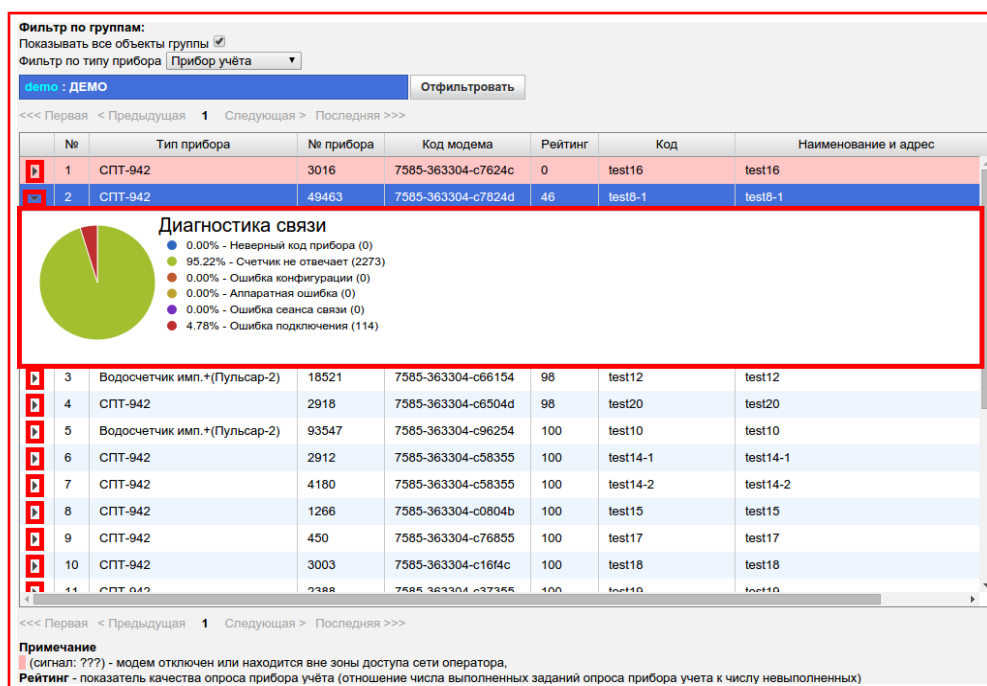 Фильтр по группам:
Показывать все объекты группы
Фильтр по типу прибора Прибор учёта
demo : ДЕМО Отфильтровать
<<< Первая < Предыдущая 1 Следующая > Последняя >>>
№ Тип прибора № прибора Код модема Рейтинг Код Наименование и адрес
1 СПТ-942 3016 7585-363304-c7624c 0 test16 test16
2 СПТ-942 49463 7585-363304-c7824d 46 test8-1 test8-1
Диагностика связи
0.00% - Неверный код прибора (0)
95.22% - Счетчик не отвечает (2273)
0.00% - Ошибка конфигурации (0)
0.00% - Аппаратная ошибка (0)
0.00% - Ошибка сеанса связи (0)
4.78% - Ошибка подключения (114)
3 Водосчетчик имп.+(Пульсар-2) 18521 7585-363304-c66154 98 test12 test12
4 СПТ-942 2918 7585-363304-c6504d 98 test20 test20
5 Водосчетчик имп.+(Пульсар-2) 93547 7585-363304-c96254 100 test10 test10
6 СПТ-942 2912 7585-363304-c58355 100 test14-1 test14-1
7 СПТ-942 4180 7585-363304-c58355 100 test14-2 test14-2
8 СПТ-942 1266 7585-363304-c0804b 100 test15 test15
9 СПТ-942 450 7585-363304-c76855 100 test17 test17
10 СПТ-942 3003 7585-363304-c16f4c 100 test18 test18
11 СПТ-942 2388 7585-363304-c37355 100 test19 test19
<<< Первая < Предыдущая 1 Следующая > Последняя >>>
Примечание
(сигнал: ???) - модем отключен или находится вне зоны доступа сети оператора,
Рейтинг - показатель качества опроса прибора учёта (отношение числа выполненных заданий опроса прибора учета к числу невыполненных)